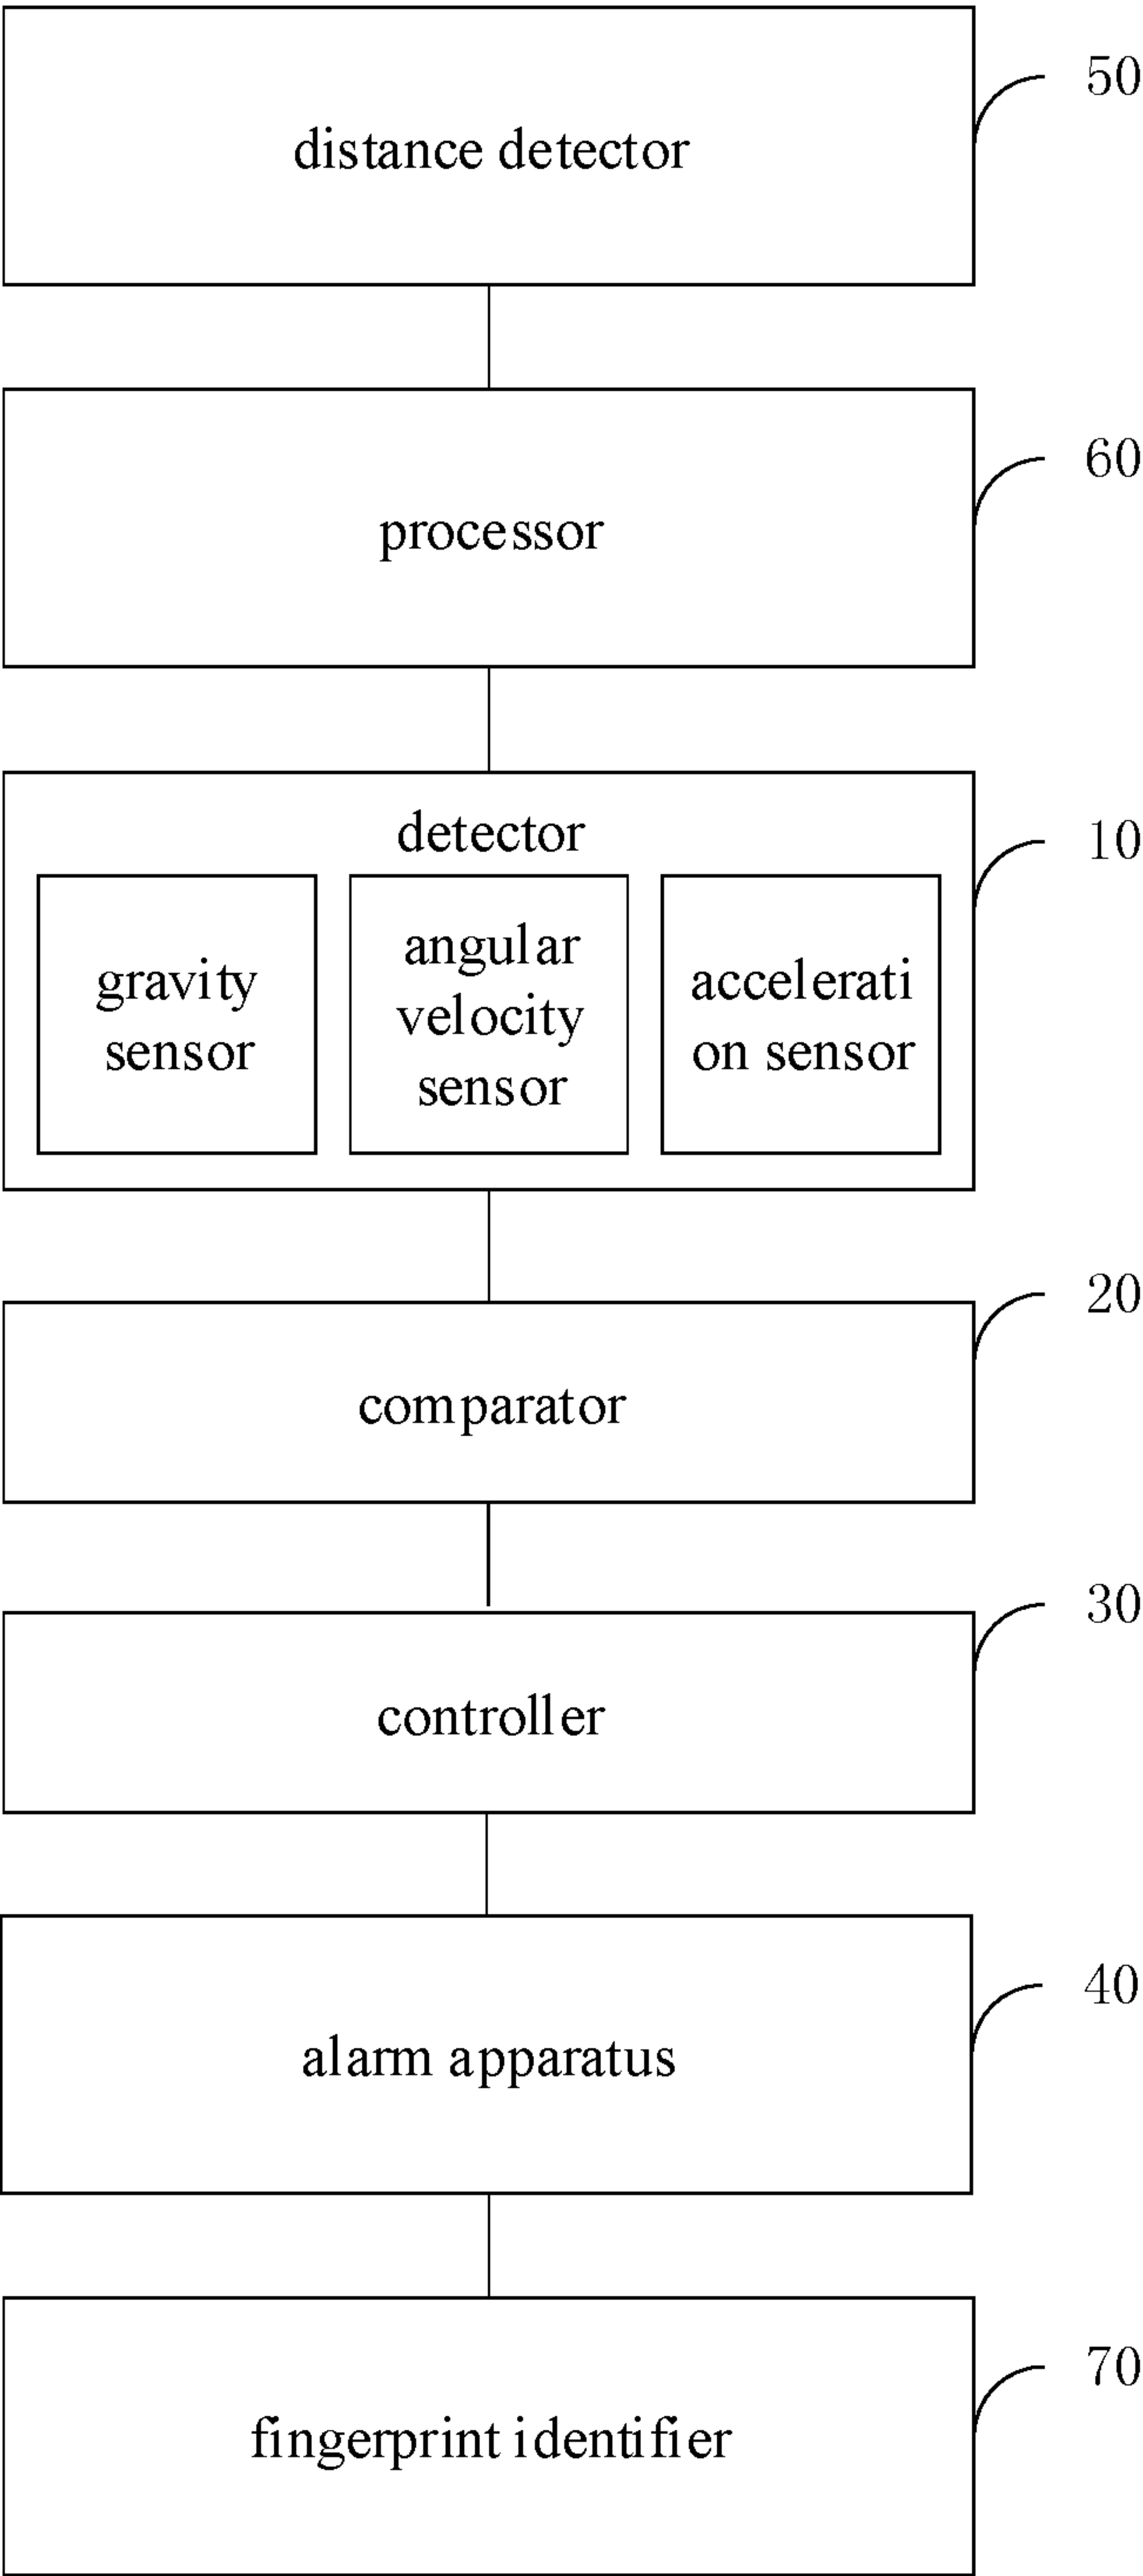 distance detector
50
processor
60
detector
10
gravity
sensor
angular
velocity
sensor
accelerati
on sensor
comparator
20
controller
30
alarm apparatus
40
fingerprint identifier
70